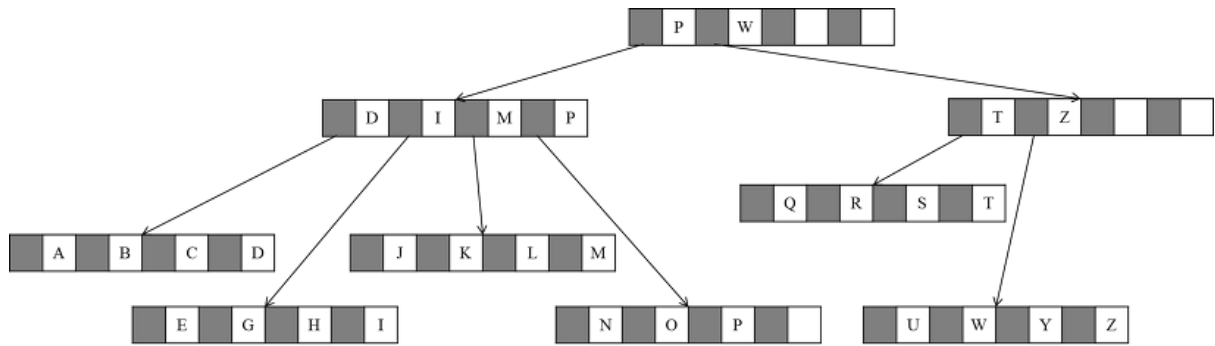 P W
D I M P
T Z
Q R S T
A B C D
J K L M
E G H I
N O P
U W Y Z